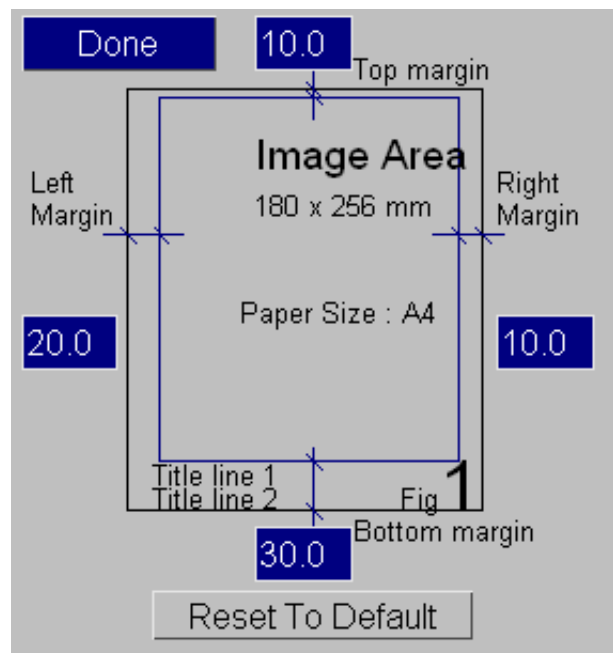 Done
10.0
Top margin
Image Area
180 x 256 mm
Left
Margin
Right
Margin
Paper Size : A4
20.0
10.0
Title line 1
Title line 2
Fig 1
Bottom margin
30.0
Reset To Default